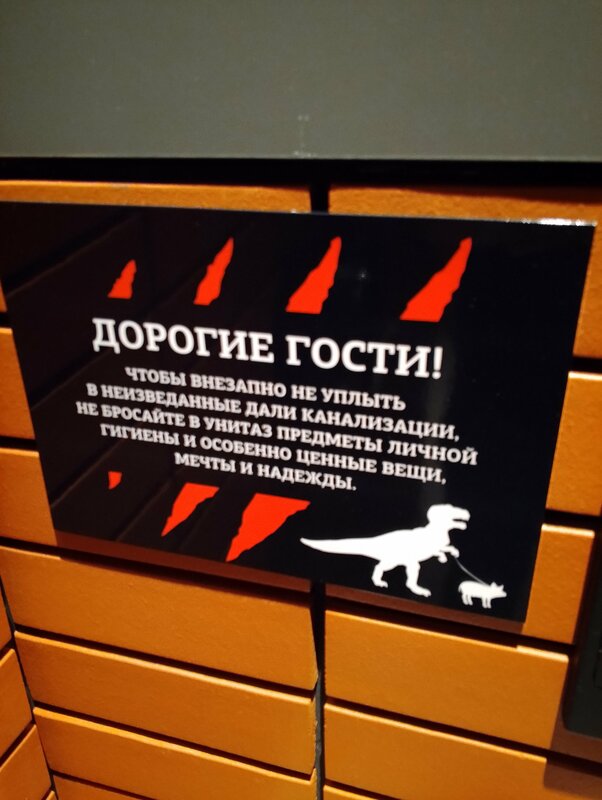 ДОРОГИЕ ГОСТИ!
ЧТОБЫ ВНЕЗАПНО НЕ УПЛЫТЬ
В НЕИЗВЕДАННЫЕ ДАЛИ КАНАЛИЗАЦИИ,
НЕ БРОСАЙТЕ В УНИТАЗ ПРЕДМЕТЫ ЛИЧНОЙ
ГИГИЕНЫ И ОСОБЕННО ЦЕННЫЕ ВЕЩИ,
МЕЧТЫ И НАДЕЖДЫ.